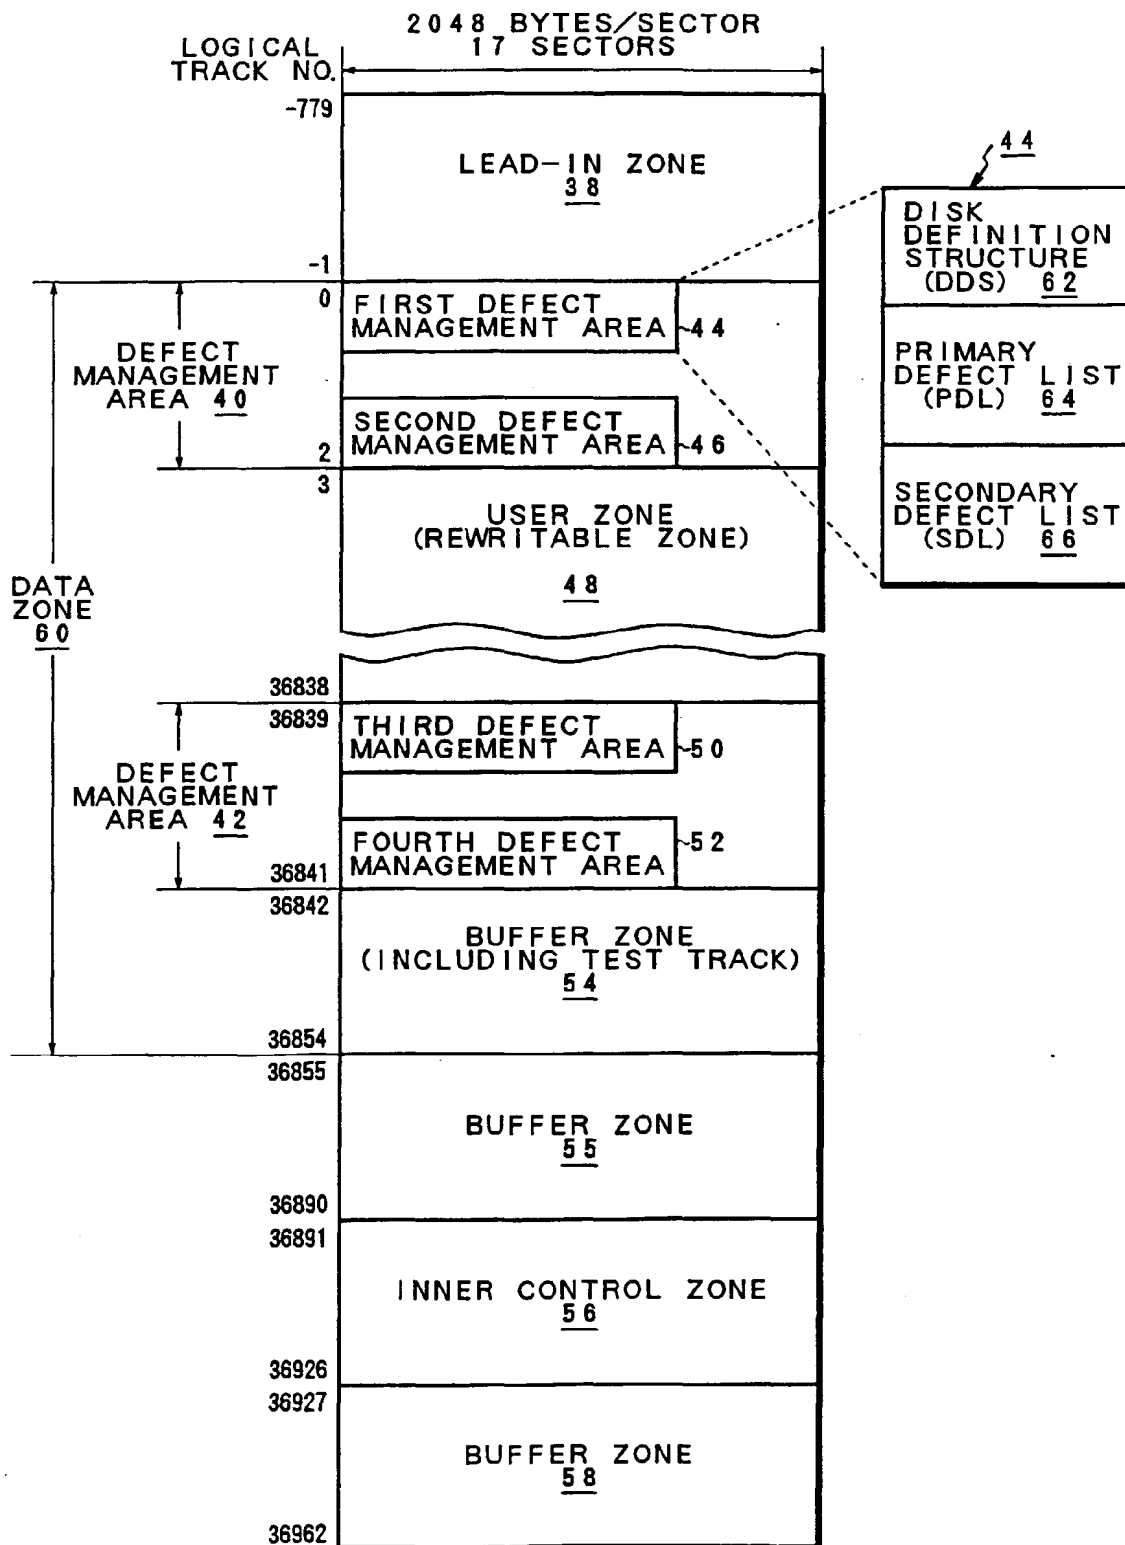 2048 BYTES/SECTOR
17 SECTORS
LOGICAL
TRACK NO.
-779
LEAD-IN ZONE
38
-1
44
DISK
DEFINITION
STRUCTURE
(DDS) 62
PRIMARY
DEFECT LIST
(PDL) 64
SECONDARY
DEFECT LIST
(SDL) 66
0
FIRST DEFECT
MANAGEMENT AREA
44
DEFECT
MANAGEMENT
AREA 40
SECOND DEFECT
MANAGEMENT AREA
46
2
3
USER ZONE
(REWRITABLE ZONE)
48
DATA
ZONE
60
36838
36839
THIRD DEFECT
MANAGEMENT AREA
50
DEFECT
MANAGEMENT
AREA 42
FOURTH DEFECT
MANAGEMENT AREA
52
36841
36842
BUFFER ZONE
(INCLUDING TEST TRACK)
54
36854
36855
BUFFER ZONE
55
36890
36891
INNER CONTROL ZONE
56
36926
36927
BUFFER ZONE
58
36962